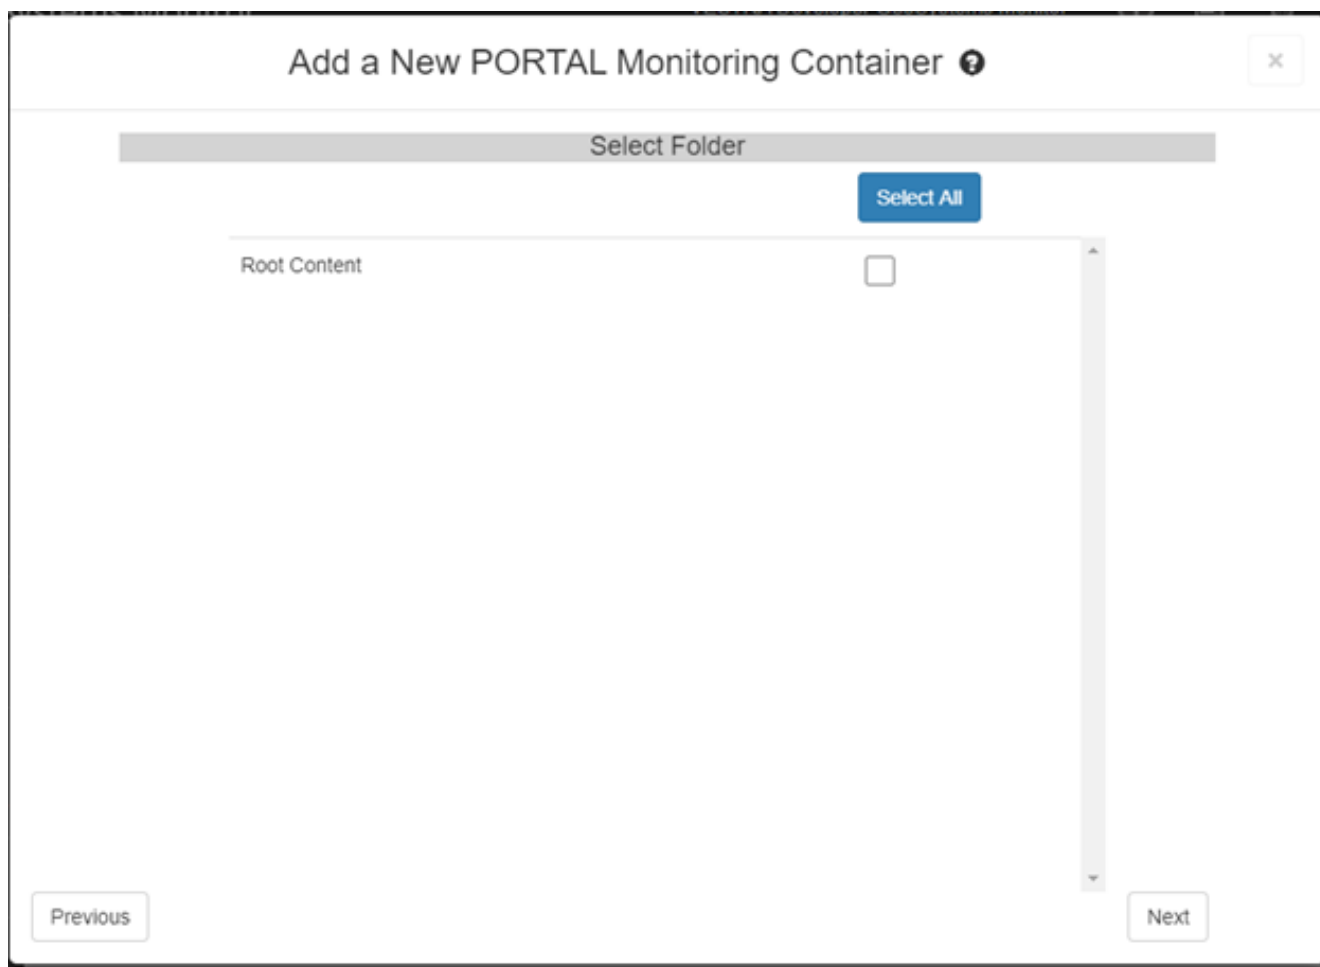 Add a New PORTAL Monitoring Container
Select Folder
Select All
Root Content
Previous
Next